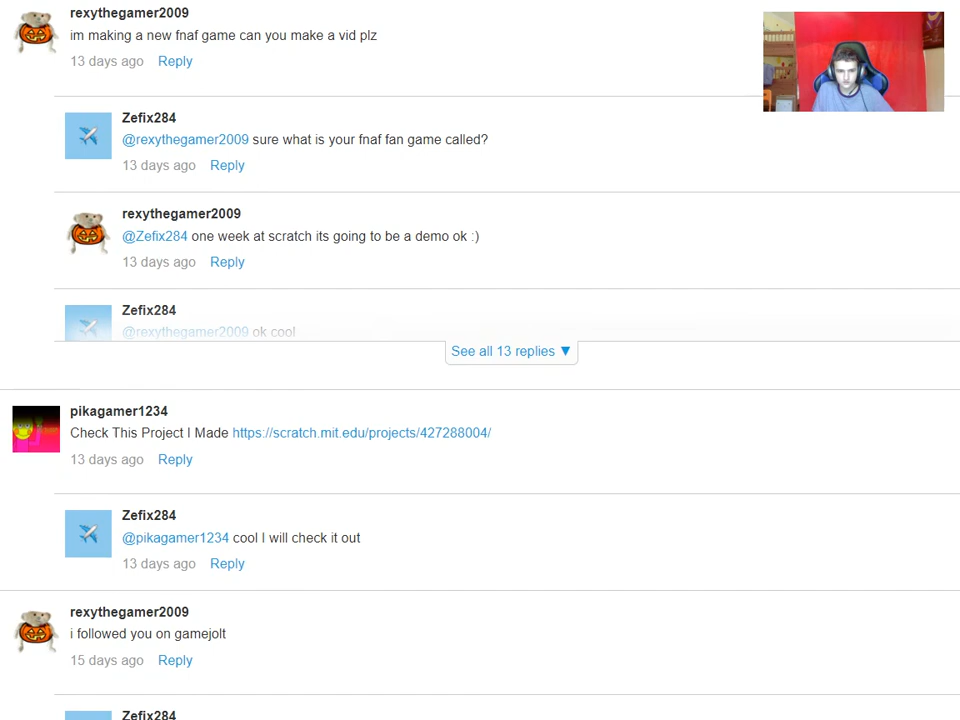 rexythegamer2009
im making a new fnaf game can you make a vid plz
13 days ago Reply
Zefix284
@rexythegamer2009 sure what is your fnaf fan game called?
13 days ago Reply
rexythegamer2009
@Zefix284 one week at scratch its going to be a demo ok :)
13 days ago Reply
Zefix284
@rexythegamer2009 ok cool
See all 13 replies ▼
pikagamer1234
Check This Project I Made https://scratch.mit.edu/projects/427288004/
13 days ago Reply
Zefix284
@pikagamer1234 cool I will check it out
13 days ago Reply
rexythegamer2009
i followed you on gamejolt
15 days ago Reply
Zefix284